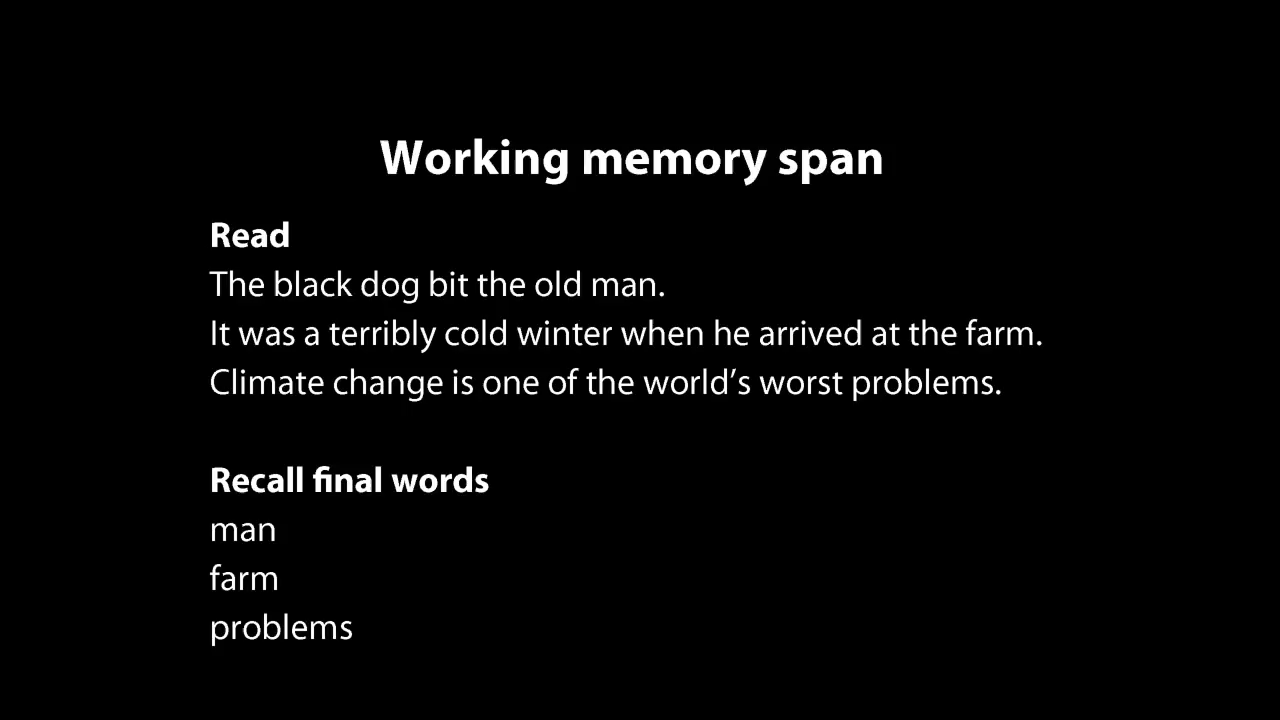 Working memory span
Read
The black dog bit the old man.
It was a terribly cold winter when he arrived at the farm.
Climate change is one of the world’s worst problems.
Recall final words
man
farm
problems